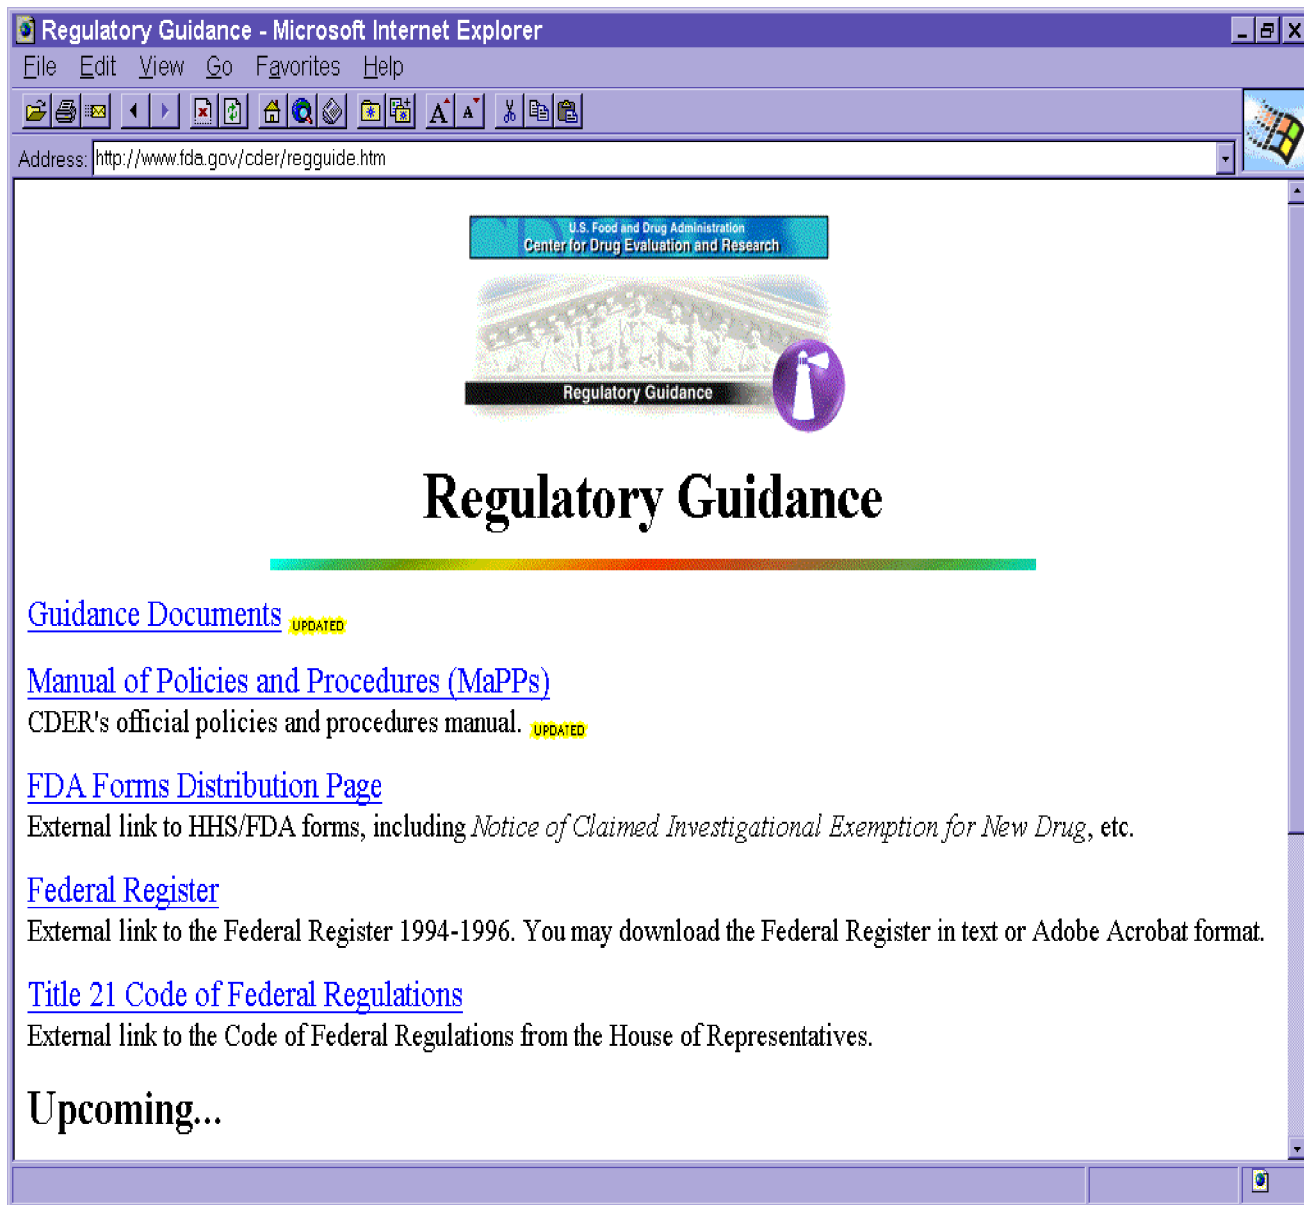 Regulatory Guidance - Microsoft Internet Explorer
File Edit View Go Favorites Help
Address: http://www.fda.gov/cder/regguide.htm
U.S. Food and Drug Administration
Center for Drug Evaluation and Research
Regulatory Guidance
Regulatory Guidance
Guidance Documents UPDATED
Manual of Policies and Procedures (MaPPs)
CDER's official policies and procedures manual. UPDATED
FDA Forms Distribution Page
External link to HHS/FDA forms, including Notice of Claimed Investigational Exemption for New Drug, etc.
Federal Register
External link to the Federal Register 1994-1996. You may download the Federal Register in text or Adobe Acrobat format.
Title 21 Code of Federal Regulations
External link to the Code of Federal Regulations from the House of Representatives.
Upcoming...